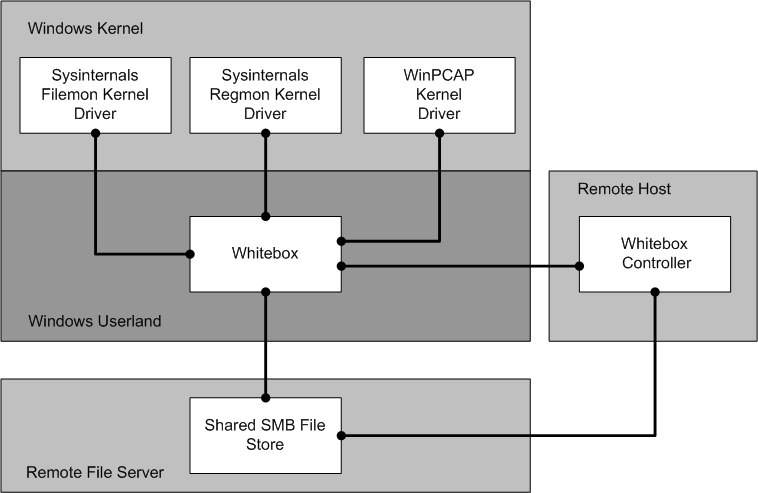 Windows Kernel
Sysinternals
Filemon Kernel
Driver
Sysinternals
Regmon Kernel
Driver
WinPCAP
Kernel
Driver
Remote Host
Whitebox
Whitebox
Controller
Windows Userland
Shared SMB File
Store
Remote File Server